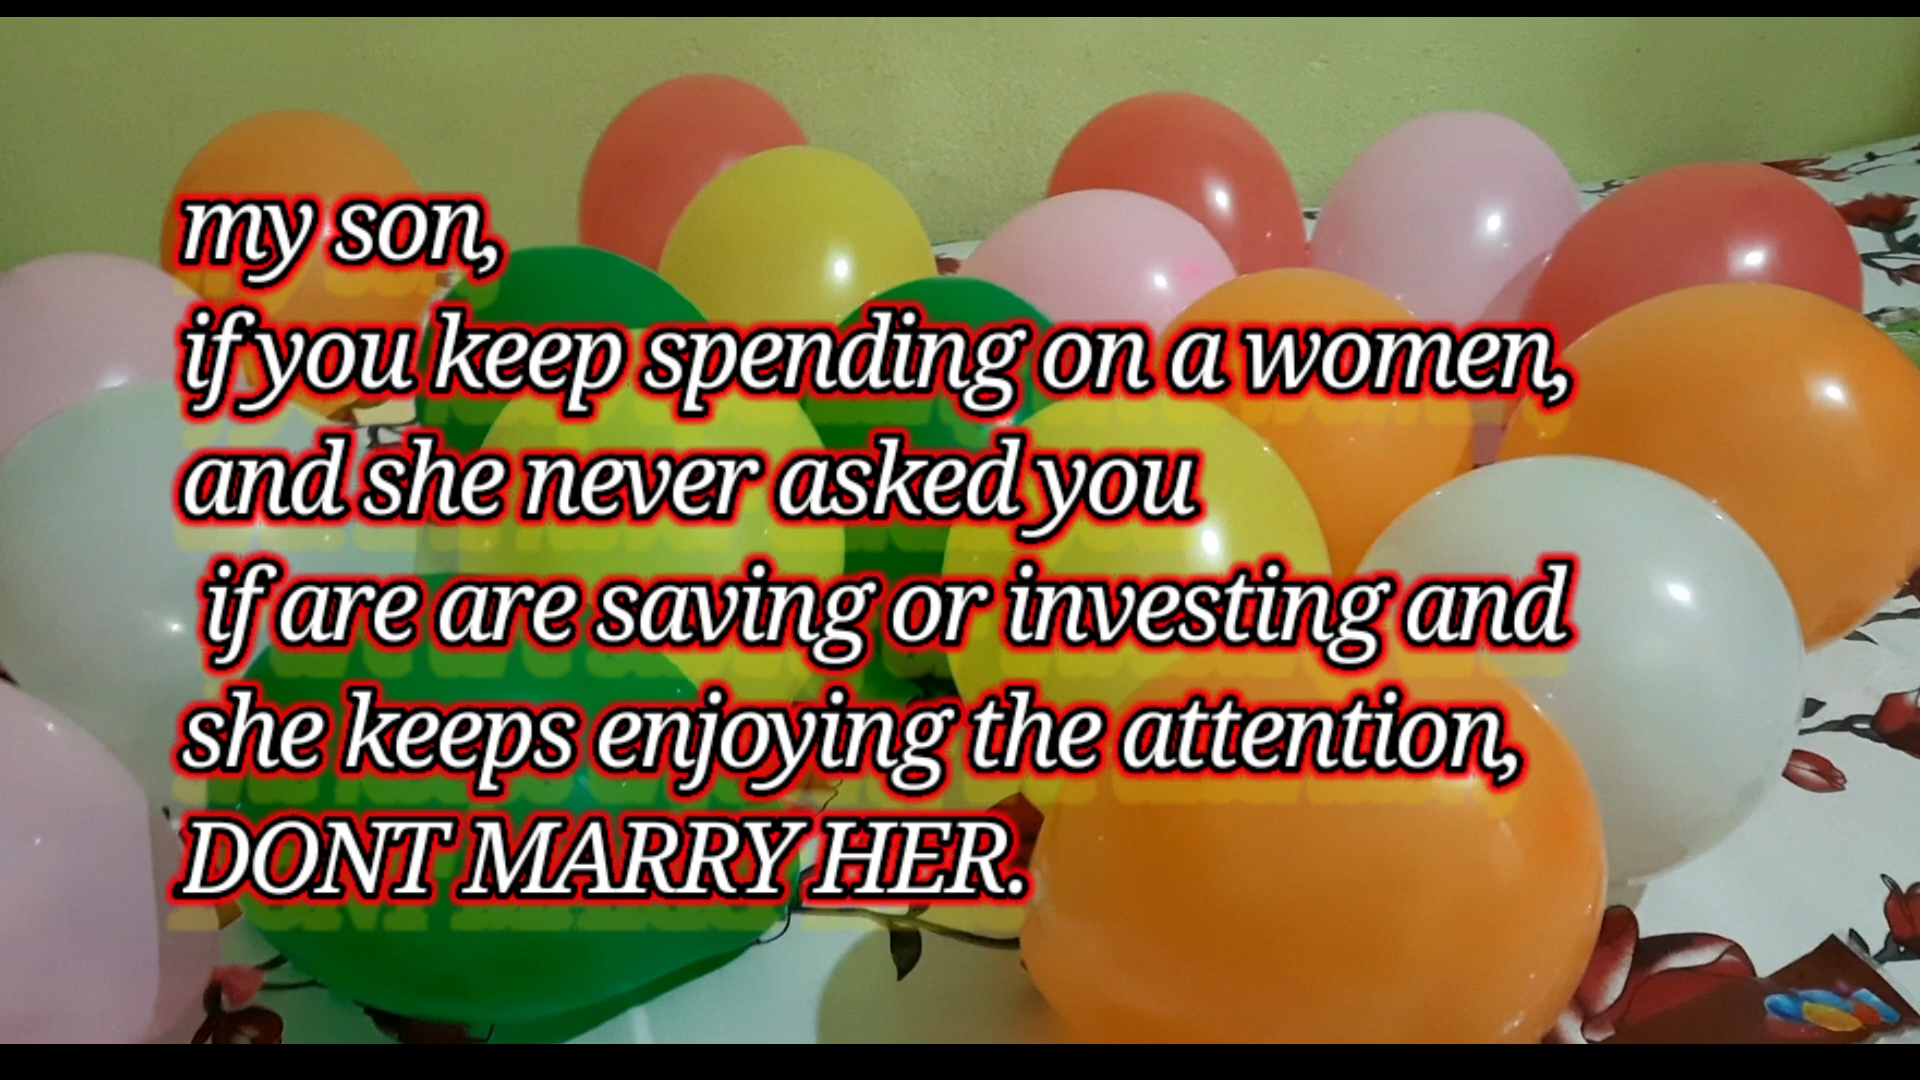 my son,
if you keep spending on a women,
and she never asked you
if are are saving or investing and
she keeps enjoying the attention,
DONT MARRY HER.